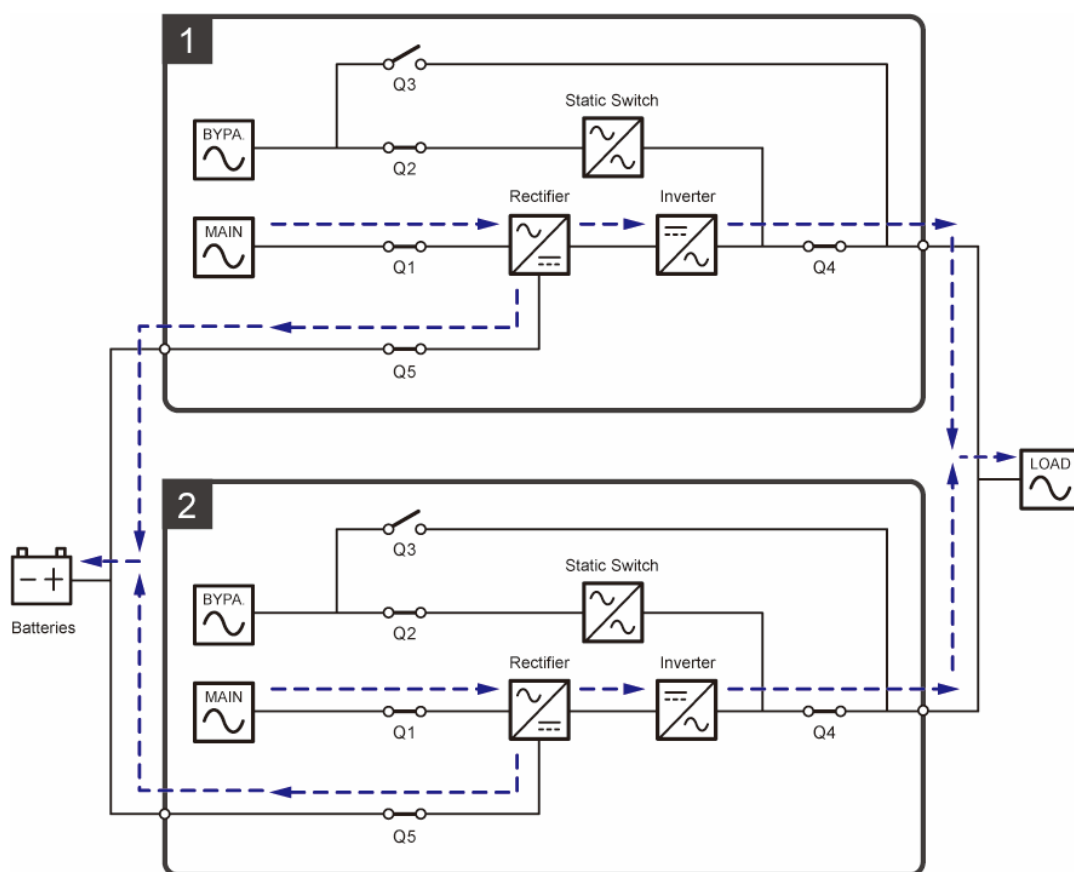 1
Q3
Static Switch
BYPA.
Q2
Rectifier
Inverter
MAIN
Q1
Q4
Q5
LOAD
2
Q3
Static Switch
BYPA.
Q2
Batteries
Rectifier
Inverter
MAIN
Q1
Q4
Q5